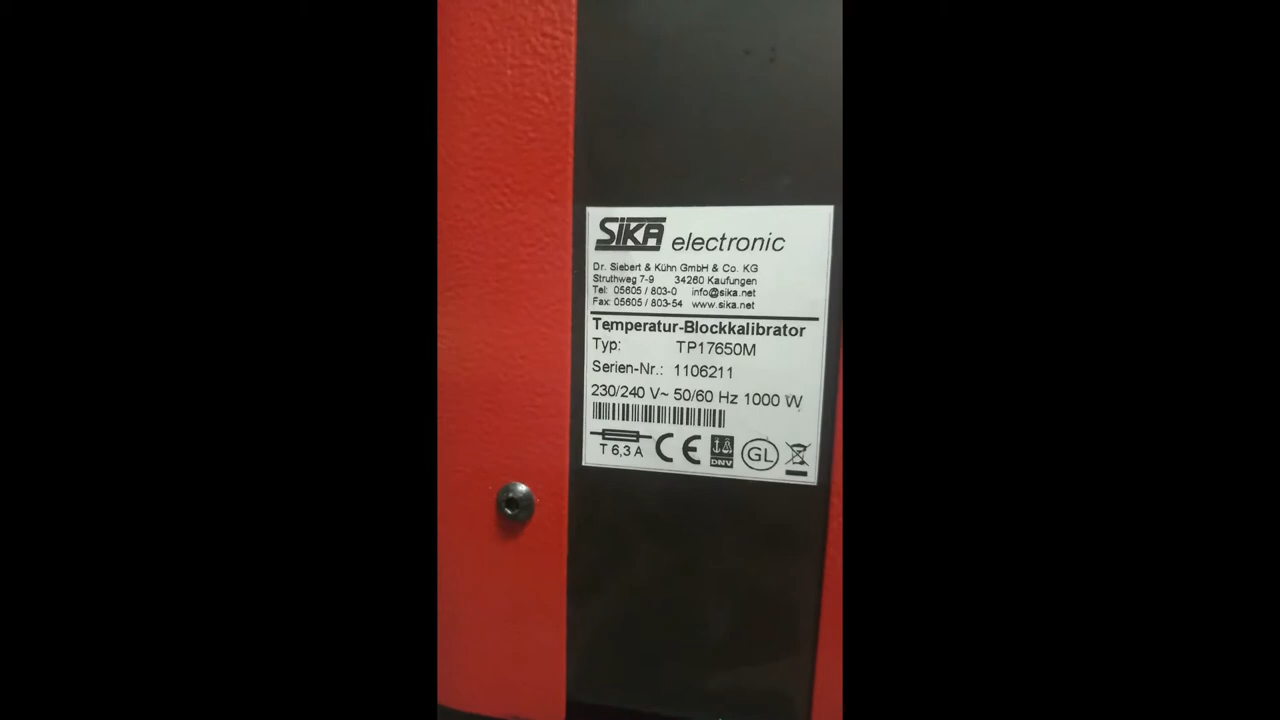 SIKA electronic
Dr. Siebert & Kühn GmbH & Co. KG
Struthweg 7-9 34260 Kaufungen
Tel: 05605 / 803-0 info@sika.net
Fax: 05605 / 803-54 www.sika.net
Temperatur-Blockkalibrator
Typ: TP17650M
Serien-Nr.: 1106211
230/240 V~ 50/60 Hz 1000 W
T 6,3 A CE DNV GL